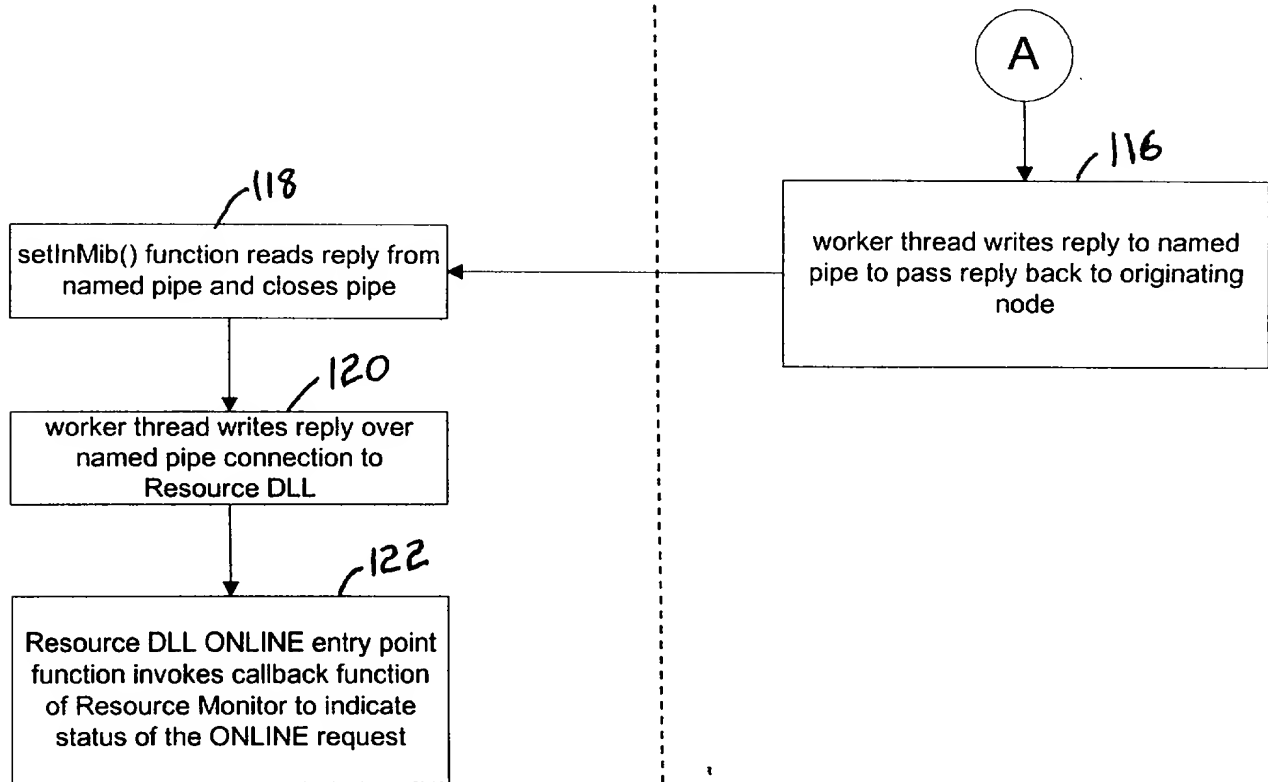 A
116
worker thread writes reply to named
pipe to pass reply back to originating
node
118
setInMib() function reads reply from
named pipe and closes pipe
120
worker thread writes reply over
named pipe connection to
Resource DLL
122
Resource DLL ONLINE entry point
function invokes callback function
of Resource Monitor to indicate
status of the ONLINE request